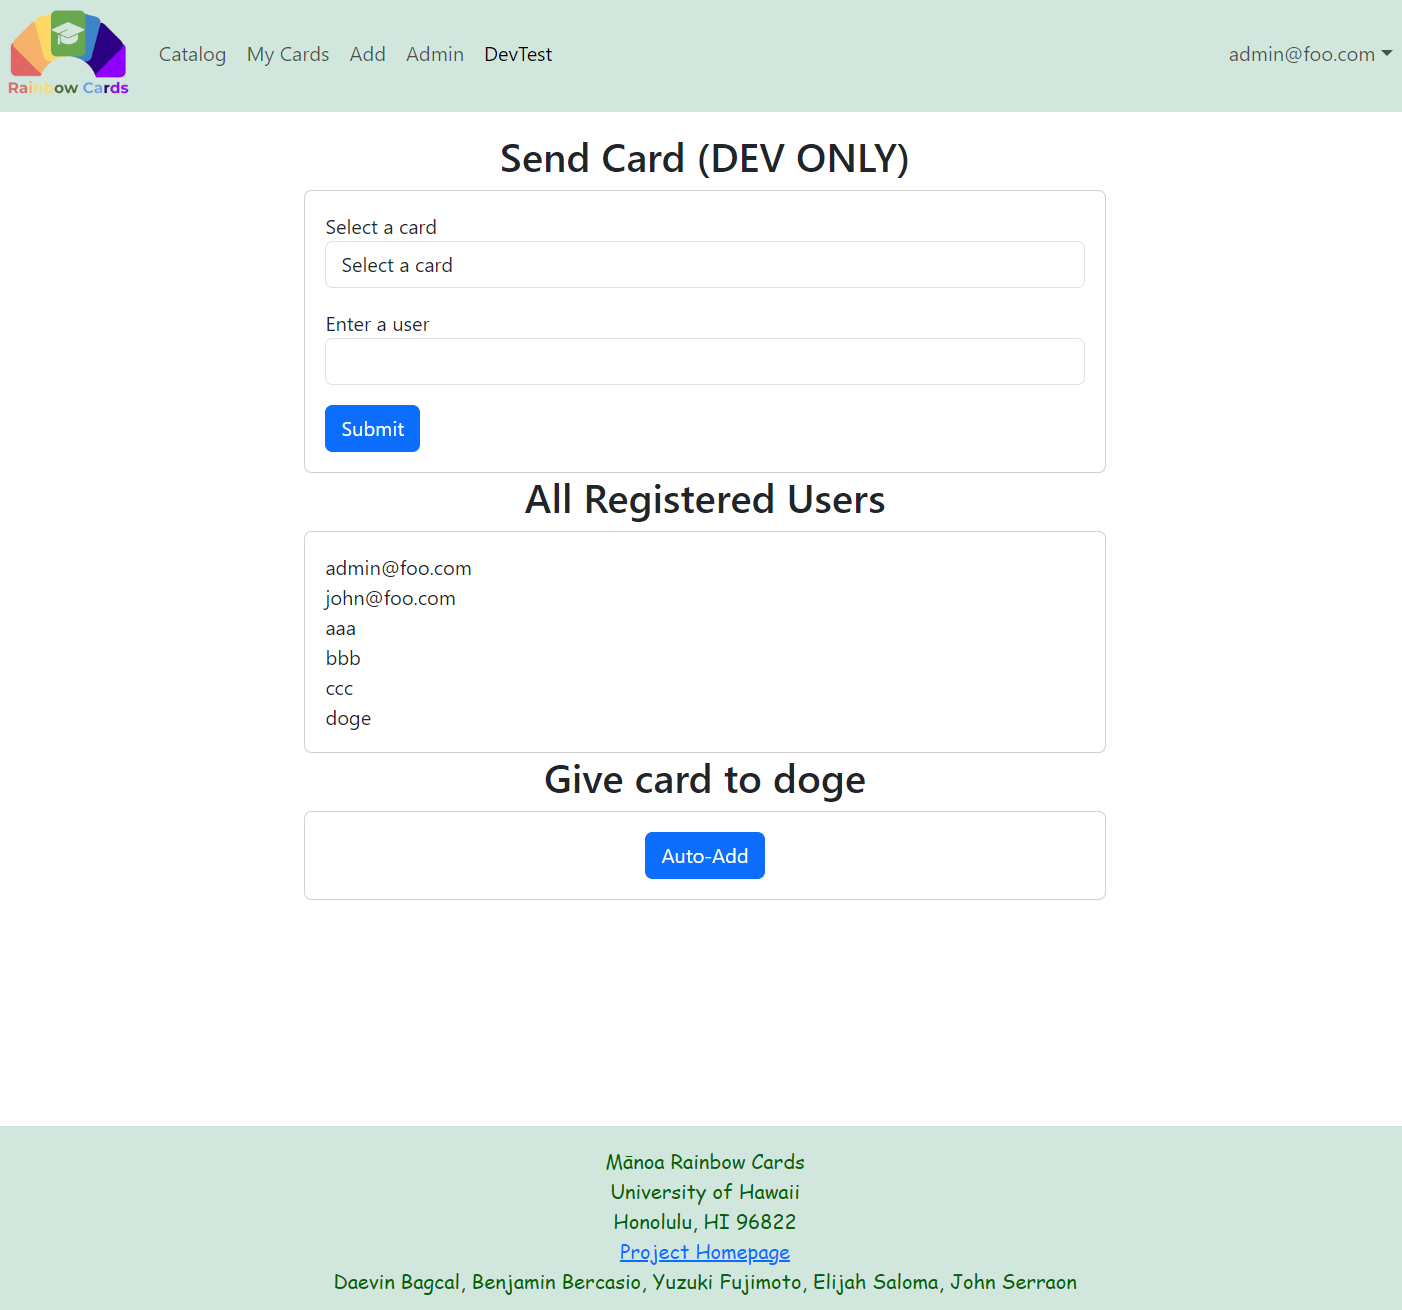 Rainbow Cards
Catalog My Cards Add Admin DevTest admin@foo.com
Send Card (DEV ONLY)
Select a card
Select a card
Enter a user
Submit
All Registered Users
admin@foo.com
john@foo.com
aaa
bbb
ccc
doge
Give card to doge
Auto-Add
Mānoa Rainbow Cards
University of Hawaii
Honolulu, HI 96822
Project Homepage
Daevin Bagcal, Benjamin Bercasio, Yuzuki Fujimoto, Elijah Saloma, John Serraon